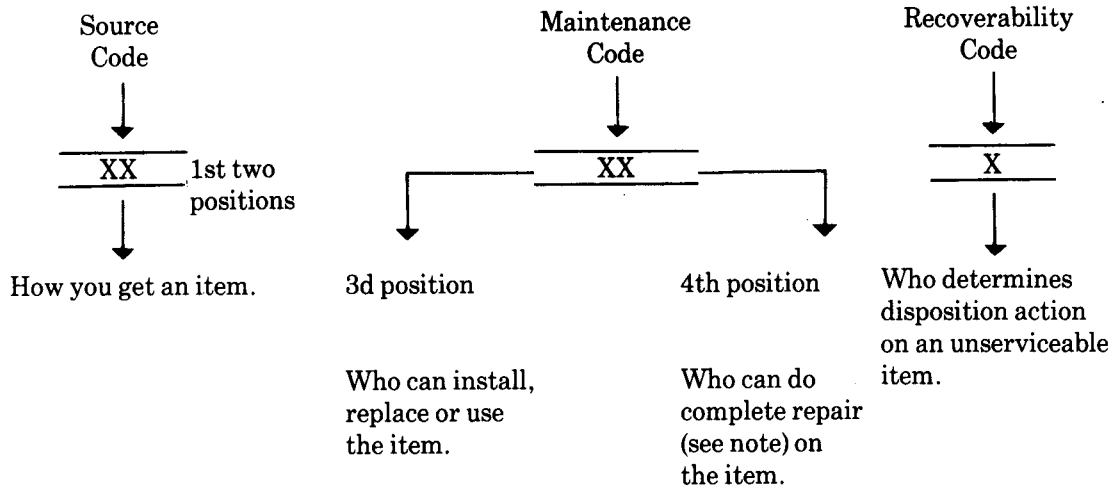 Source
Code
Maintenance
Code
Recoverability
Code
XX
1st two
positions
XX
X
How you get an item.
3d position
4th position
Who determines
disposition action
on an unserviceable
item.
Who can install,
replace or use
the item.
Who can do
complete repair
(see note) on
the item.